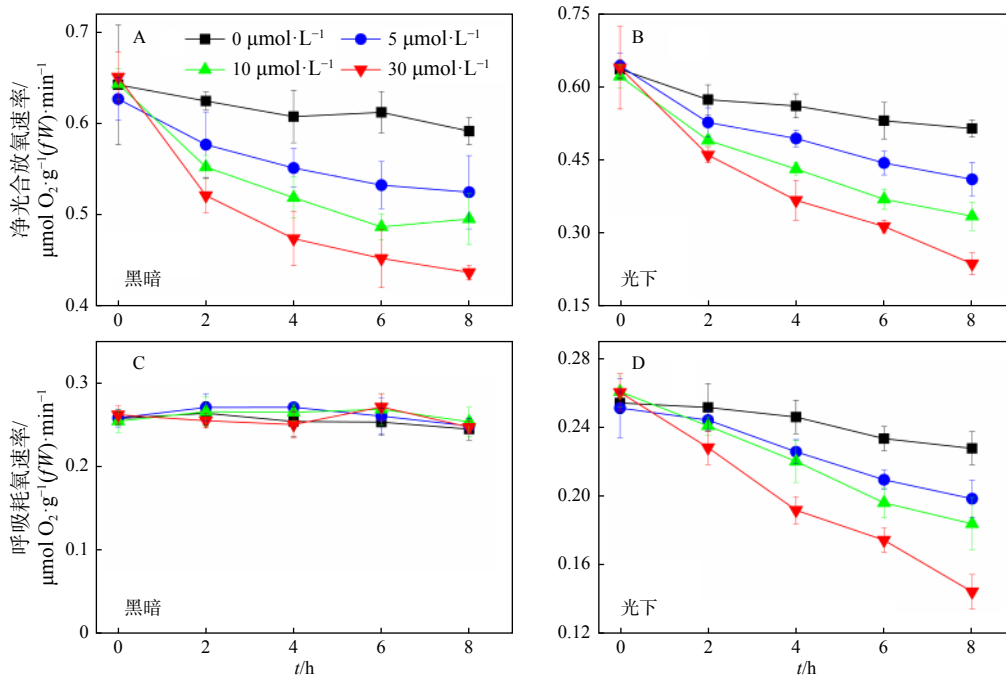 净光合放氧速率/
μmol O₂·g⁻¹(fW)·min⁻¹
0.7
0.6
0.5
0.4
A
0 μmol·L⁻¹
5 μmol·L⁻¹
10 μmol·L⁻¹
30 μmol·L⁻¹
黑暗
0 2 4 6 8
0.75
0.60
0.45
0.30
0.15
B
光下
0 2 4 6 8
呼吸耗氧速率/
μmol O₂·g⁻¹(fW)·min⁻¹
0.3
0.2
0.1
0
C
黑暗
0 2 4 6 8
t/h
0.28
0.24
0.20
0.16
0.12
D
光下
0 2 4 6 8
t/h